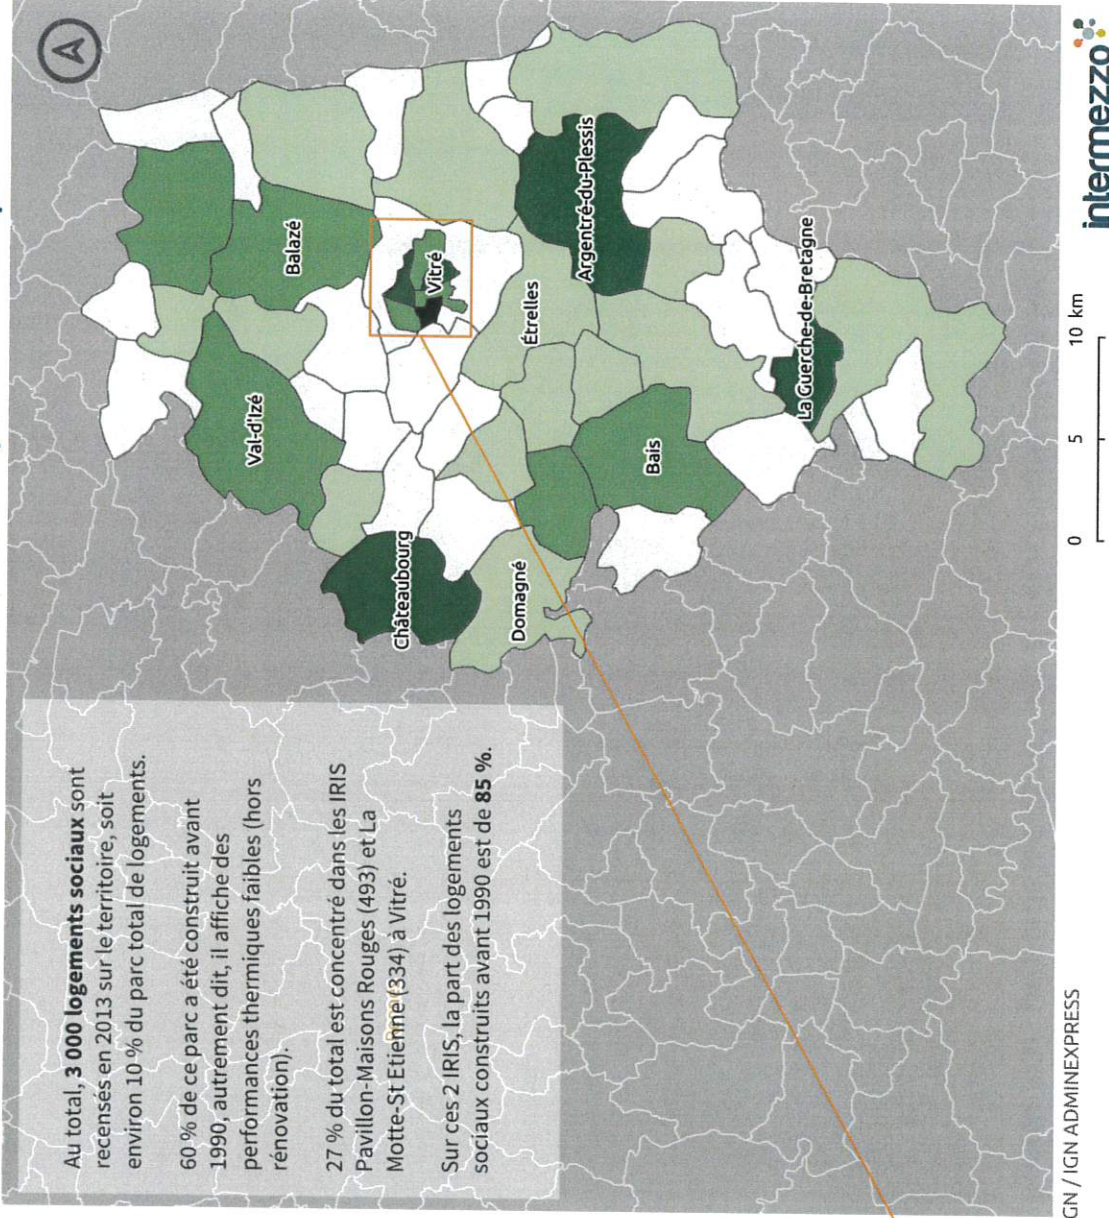 Au total, 3 000 logements sociaux sont
recensés en 2013 sur le territoire, soit
environ 10 % du parc total de logements.
60 % de ce parc a été construit avant
1990, autrement dit, il affiche des
performances thermiques faibles (hors
rénovation).
27 % du total est concentré dans les IRIS
Pavillon-Maisons Rouges (493) et La
Motte-St Etienne (334) à Vitré.
Sur ces 2 IRIS, la part des logements
sociaux construits avant 1990 est de 85 %.
Balazé
Val-d'Izé
Vitré
Châteaubourg
Étrelles
Domagné
Argentré-du-Plessis
Bais
La Guerche-de-Bretagne
0 5 10 km
GN / IGN ADMINEXPRESS
intermezzo